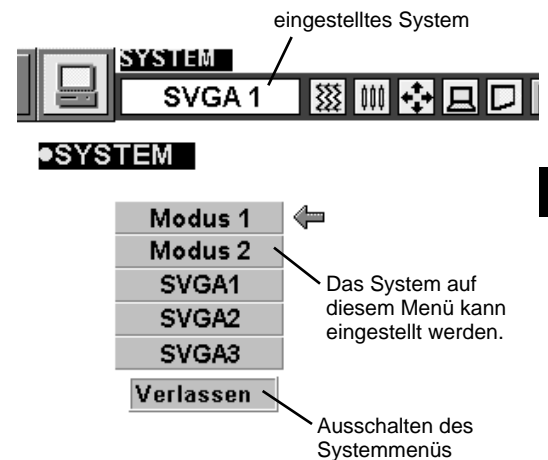 eingestelltes System
SYSTEM
SVGA 1
●SYSTEM
Modus 1
Modus 2
SVGA1
SVGA2
SVGA3
Verlassen
Das System auf
diesem Menü kann
eingestellt werden.
Ausschalten des
Systemmenüs